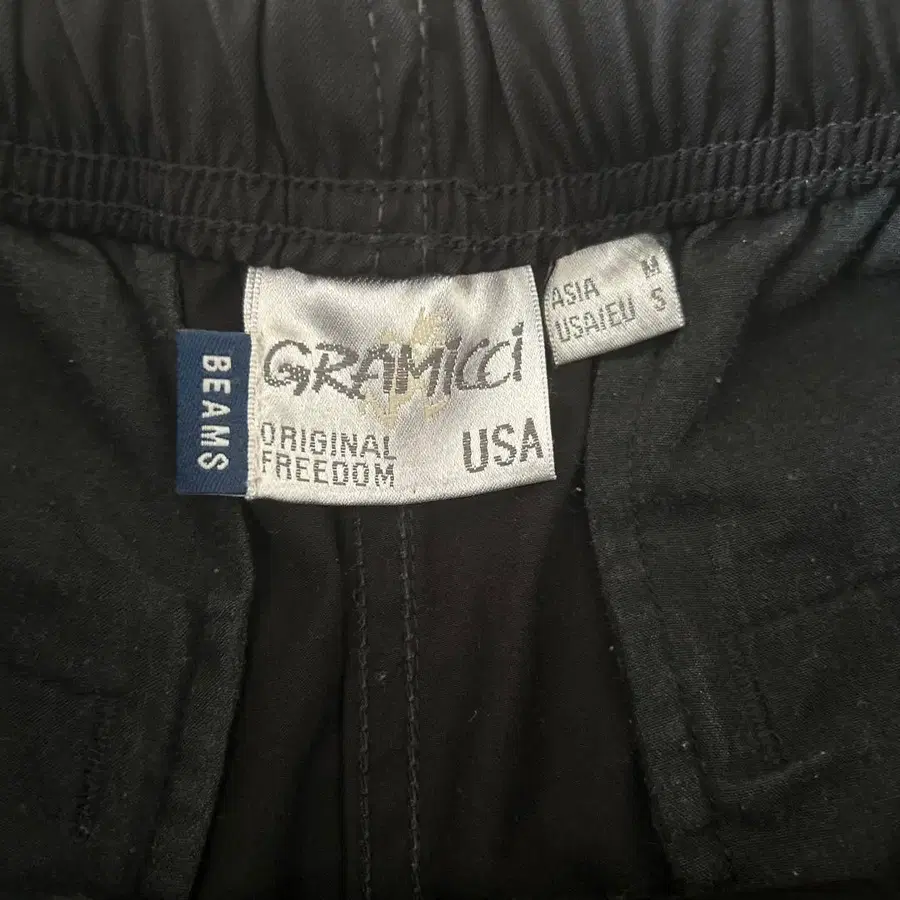 BEAMS
GRAMiCCi
ORIGINAL
FREEDOM
USA
ASIA M
USA/EU S